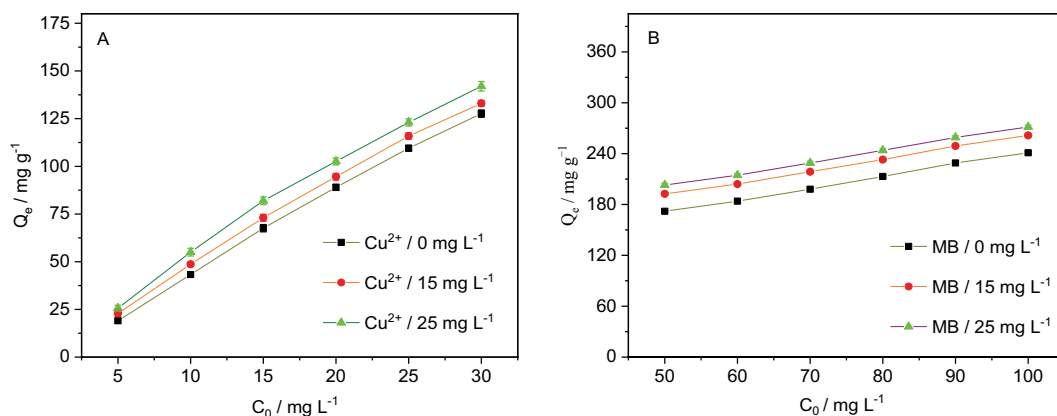 A
175
150
125
100
75
50
25
0
Qe / mg g-1
5 10 15 20 25 30
C0 / mg L-1
Cu2+ / 0 mg L-1
Cu2+ / 15 mg L-1
Cu2+ / 25 mg L-1
B
360
300
240
180
120
60
0
Qe / mg g-1
50 60 70 80 90 100
C0 / mg L-1
MB / 0 mg L-1
MB / 15 mg L-1
MB / 25 mg L-1